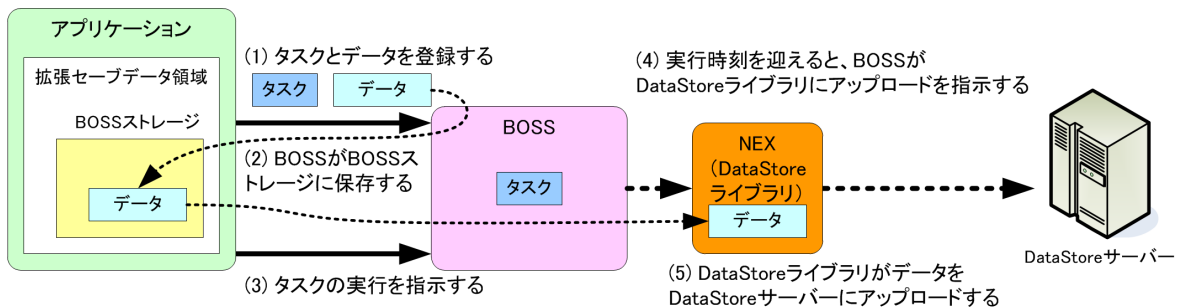 アプリケーション
拡張セーブデータ領域
BOSSストレージ
データ
(1) タスクとデータを登録する
タスク
データ
(2) BOSSがBOSSス
トレージに保存する
(3) タスクの実行を指示する
BOSS
タスク
(4) 実行時刻を迎えると、BOSSが
DataStoreライブラリにアップロードを指示する
NEX
(DataStore
ライブラリ)
データ
(5) DataStoreライブラリがデータを
DataStoreサーバーにアップロードする
DataStoreサーバー